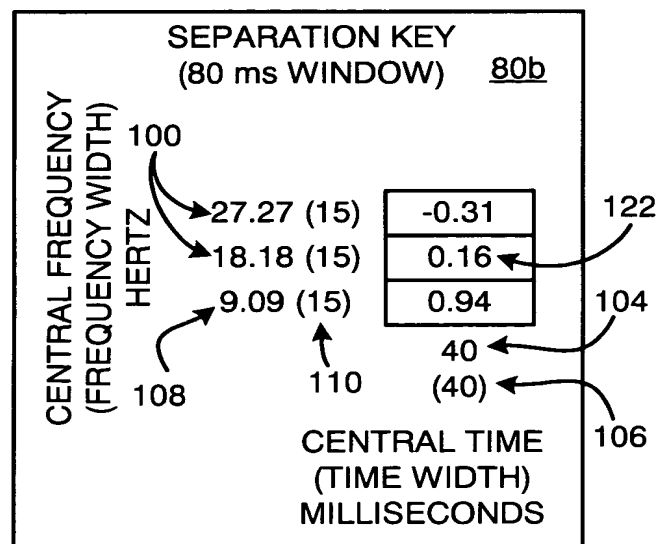 SEPARATION KEY
(80 ms WINDOW) 80b
CENTRAL FREQUENCY
(FREQUENCY WIDTH)
HERTZ
100
27.27 (15) -0.31
122
18.18 (15) 0.16
9.09 (15) 0.94
104
40
108
110
(40)
106
CENTRAL TIME
(TIME WIDTH)
MILLISECONDS